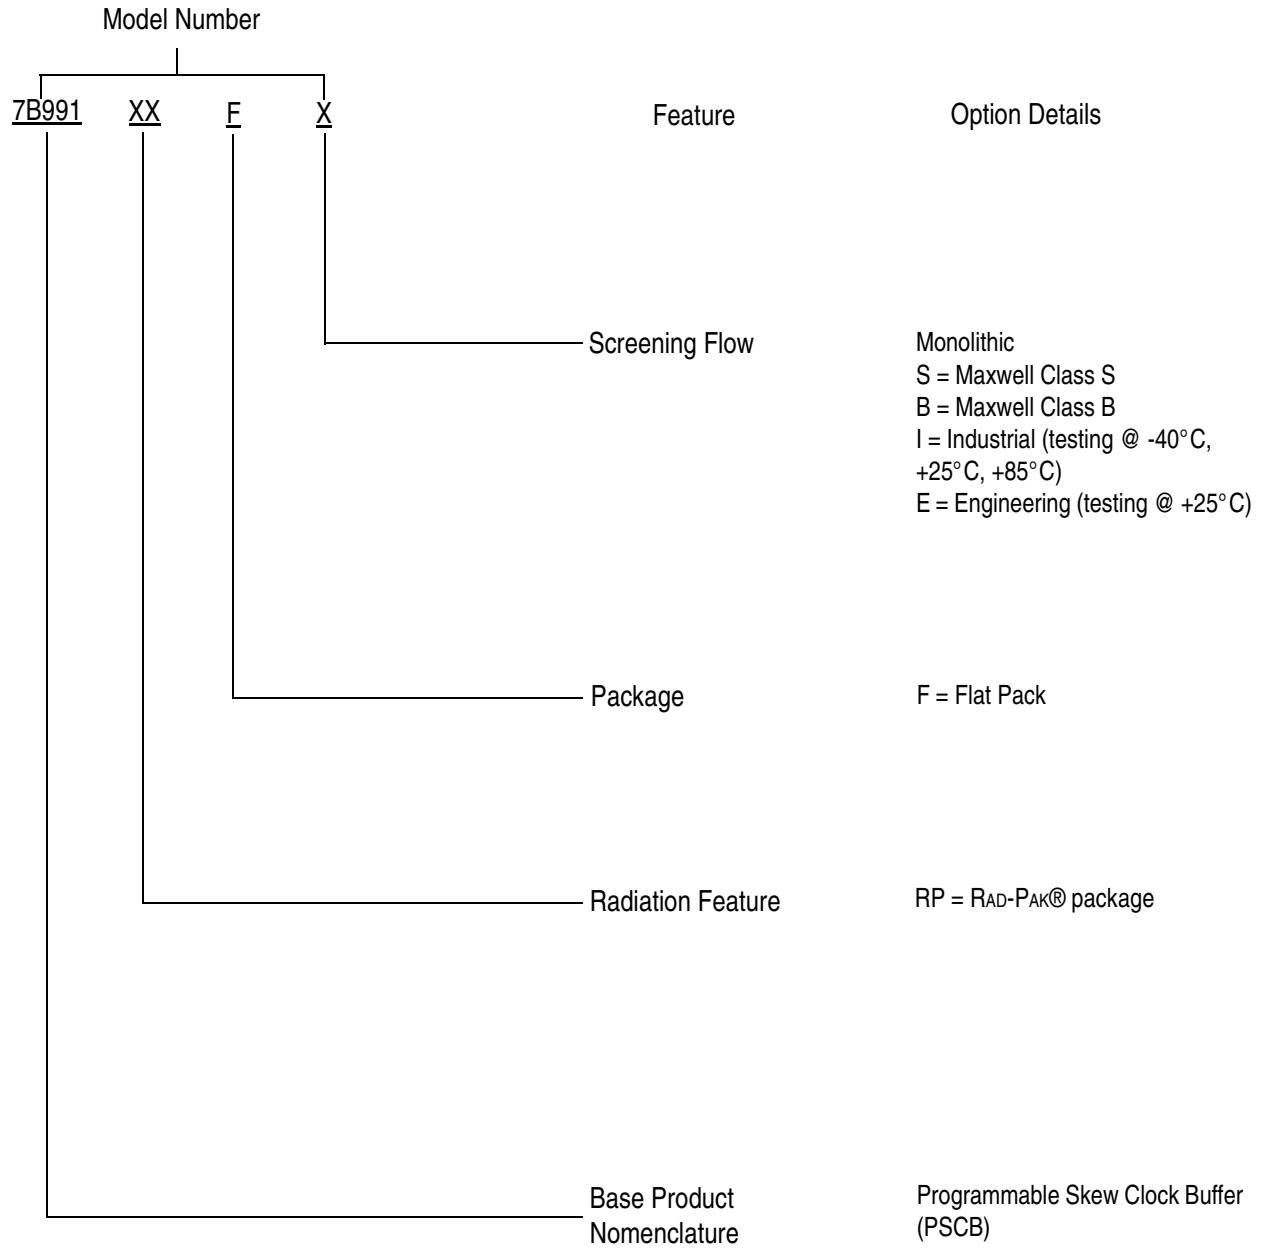 Model Number
7B991 XX F X
Feature Option Details
Screening Flow
Monolithic
S = Maxwell Class S
B = Maxwell Class B
I = Industrial (testing @ -40°C,
+25°C, +85°C)
E = Engineering (testing @ +25°C)
Package F = Flat Pack
Radiation Feature RP = RAD-PAK® package
Base Product
Nomenclature
Programmable Skew Clock Buffer
(PSCB)